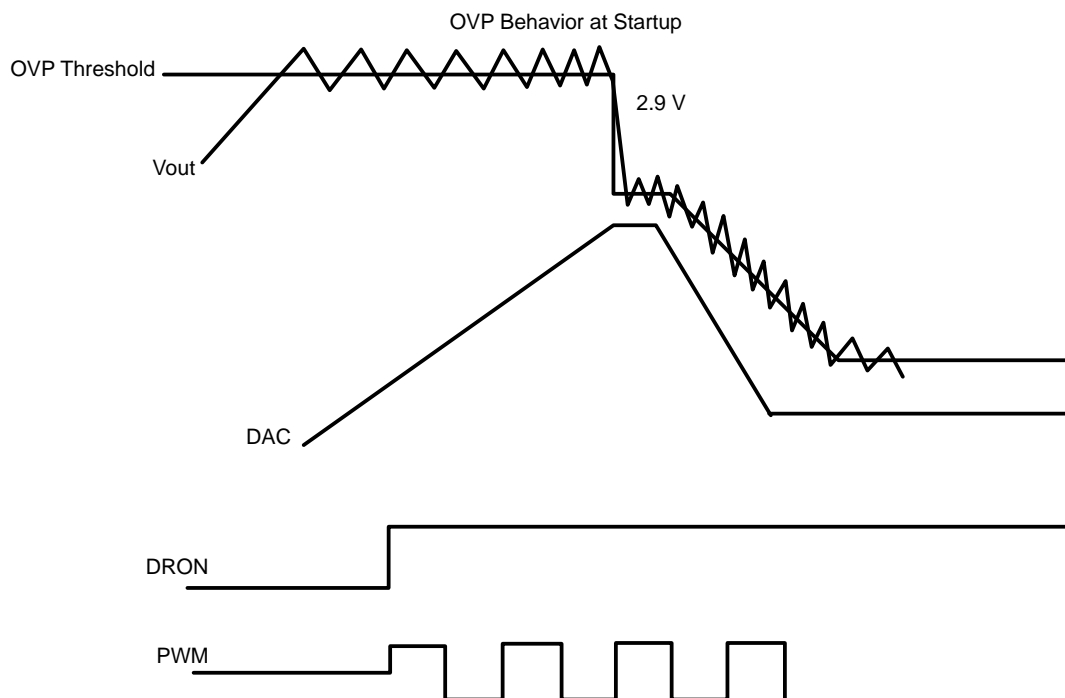 OVP Behavior at Startup
OVP Threshold
2.9 V
Vout
DAC
DRON
PWM